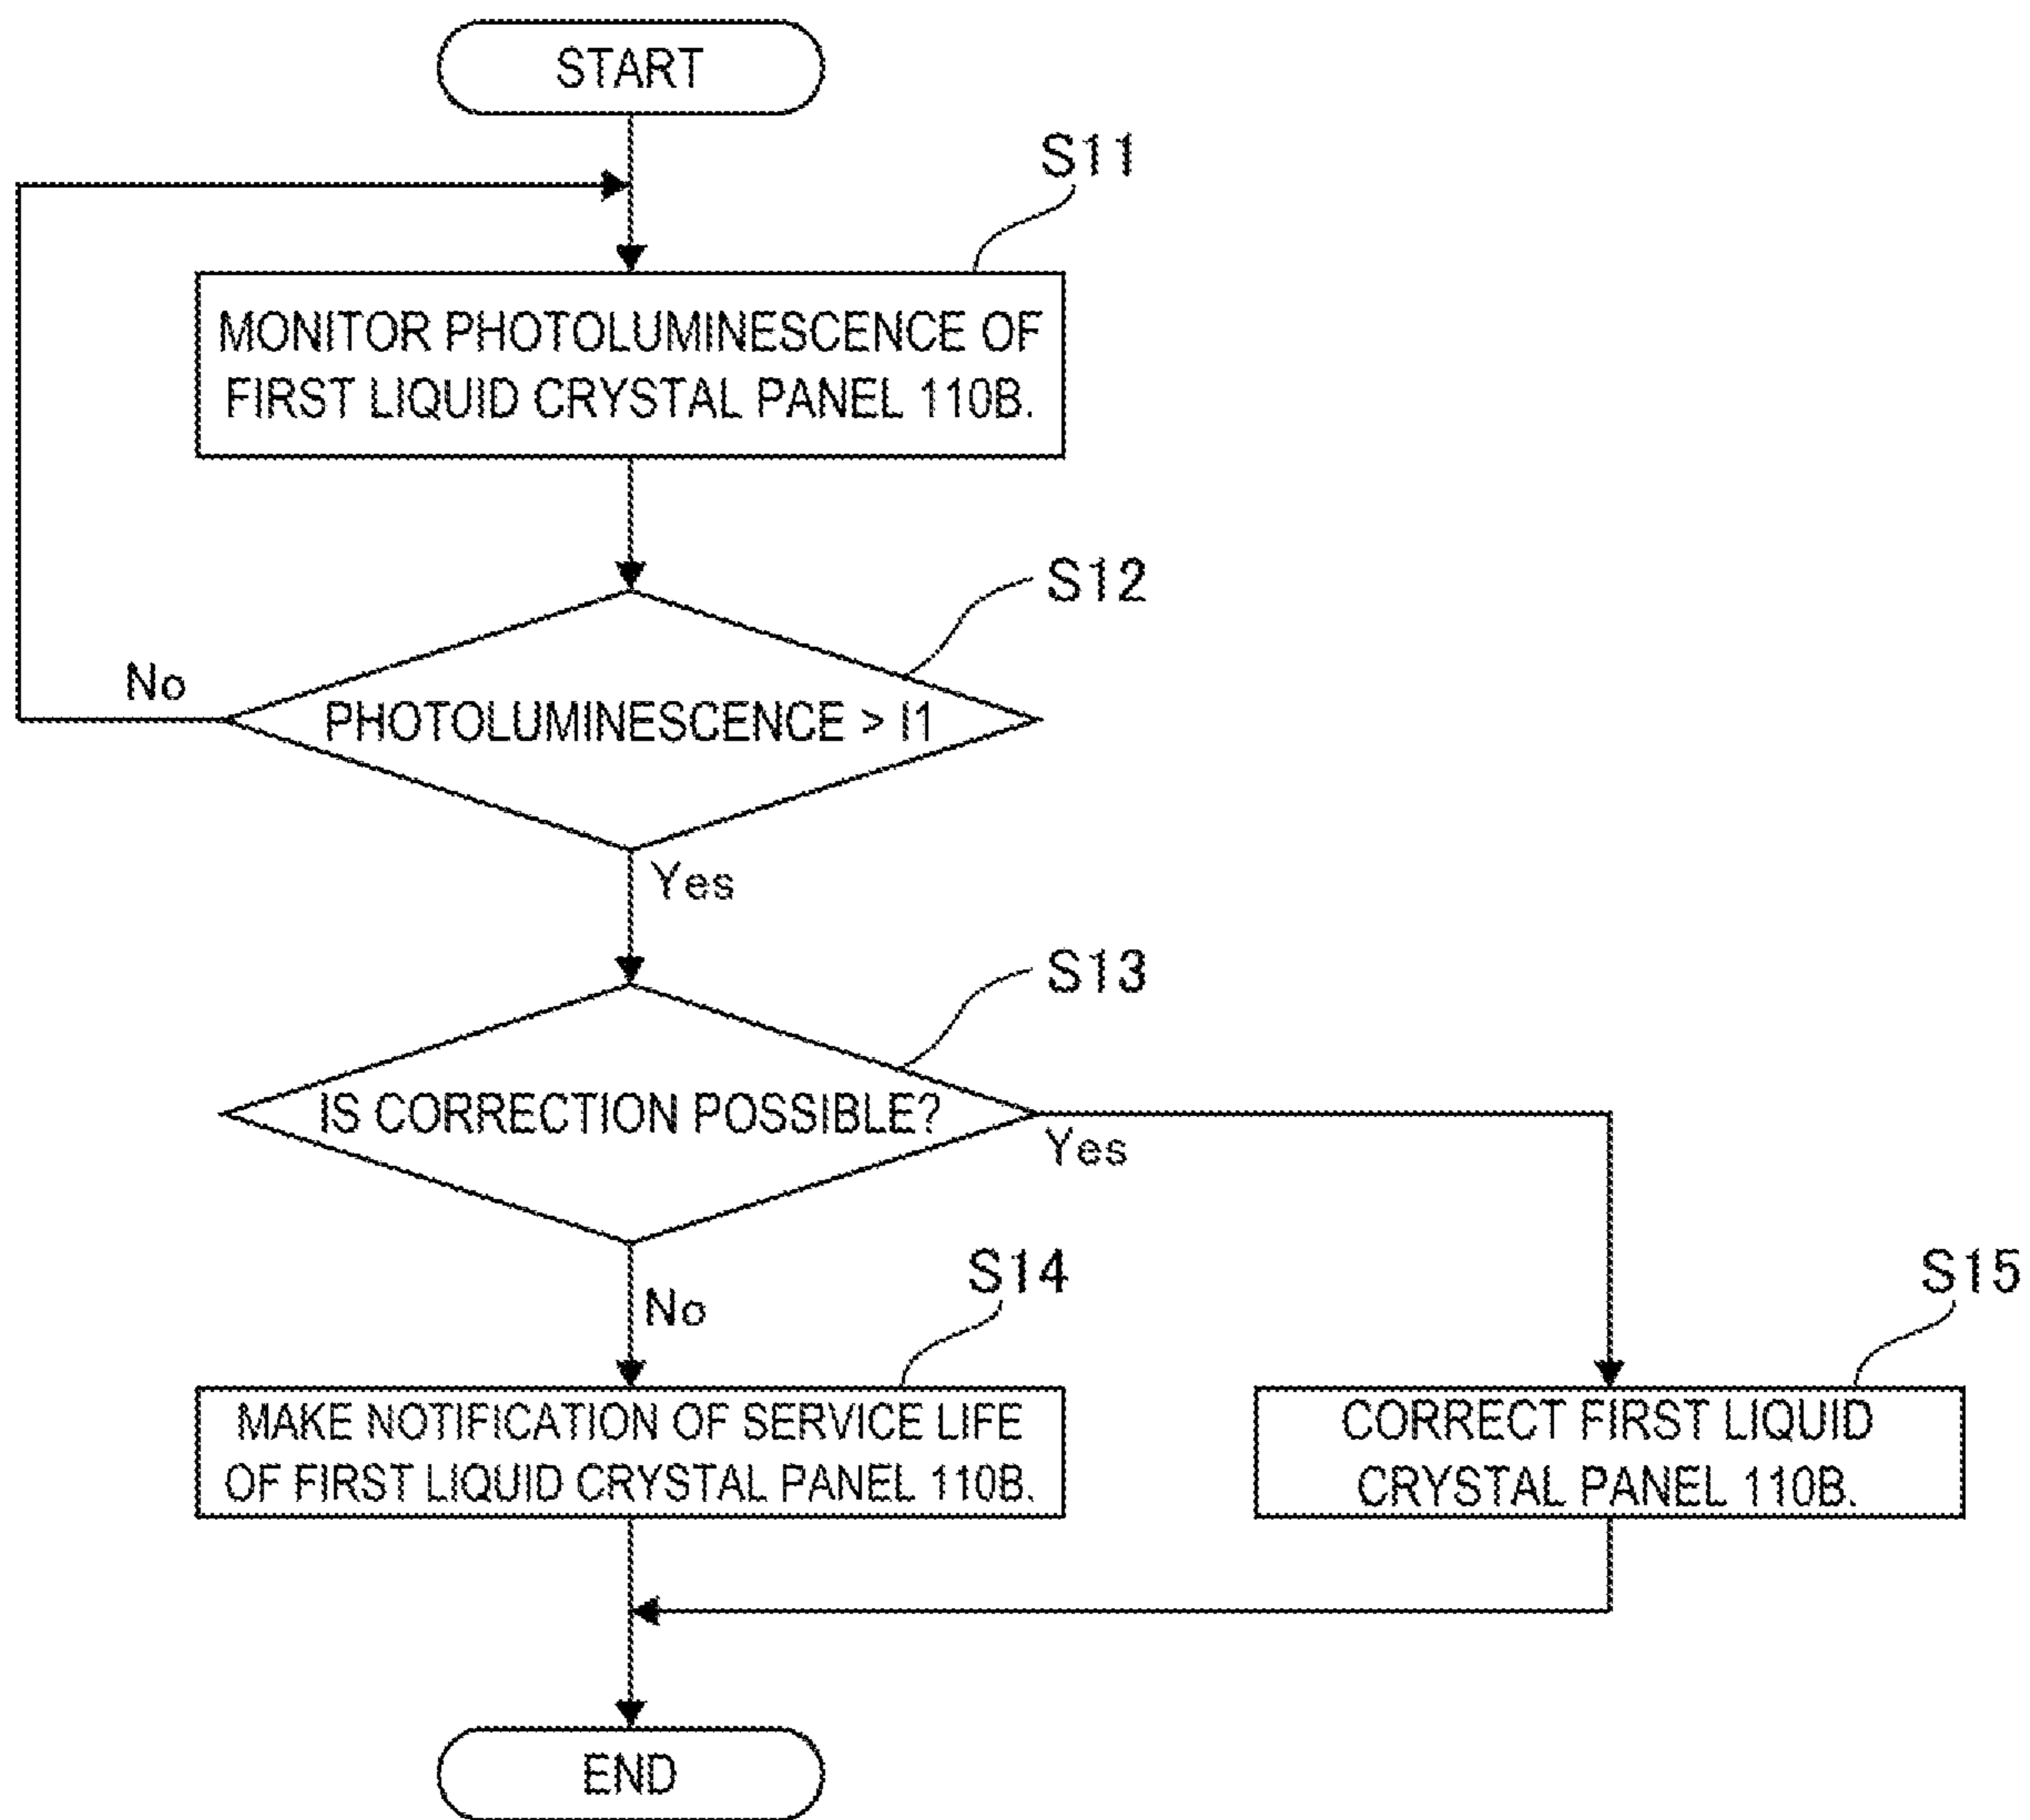 START
S11
MONITOR PHOTOLUMINESCENCE OF
FIRST LIQUID CRYSTAL PANEL 110B.
S12
No
PHOTOLUMINESCENCE > I1
Yes
S13
IS CORRECTION POSSIBLE?
Yes
No
S14
S15
MAKE NOTIFICATION OF SERVICE LIFE
OF FIRST LIQUID CRYSTAL PANEL 110B.
CORRECT FIRST LIQUID
CRYSTAL PANEL 110B.
END